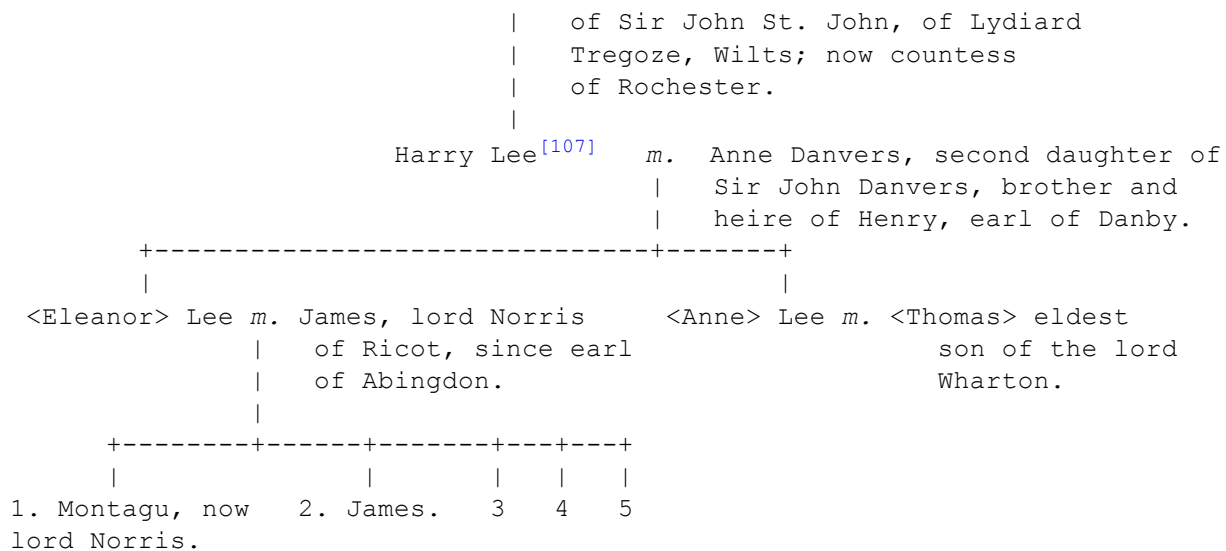 | of Sir John St. John, of Lydiard
| Tregoze, Wilts; now countess
| of Rochester.
|
Harry Lee[107] m. Anne Danvers, second daughter of
| Sir John Danvers, brother and
| heire of Henry, earl of Danby.
+-------------------------------+-------+
| |
<Eleanor> Lee m. James, lord Norris <Anne> Lee m. <Thomas> eldest
| of Ricot, since earl son of the lord
| of Abingdon. Wharton.
|
+--------+------+-------+---+---+
| | | | |
1. Montagu, now 2. James. 3 4 5
lord Norris.